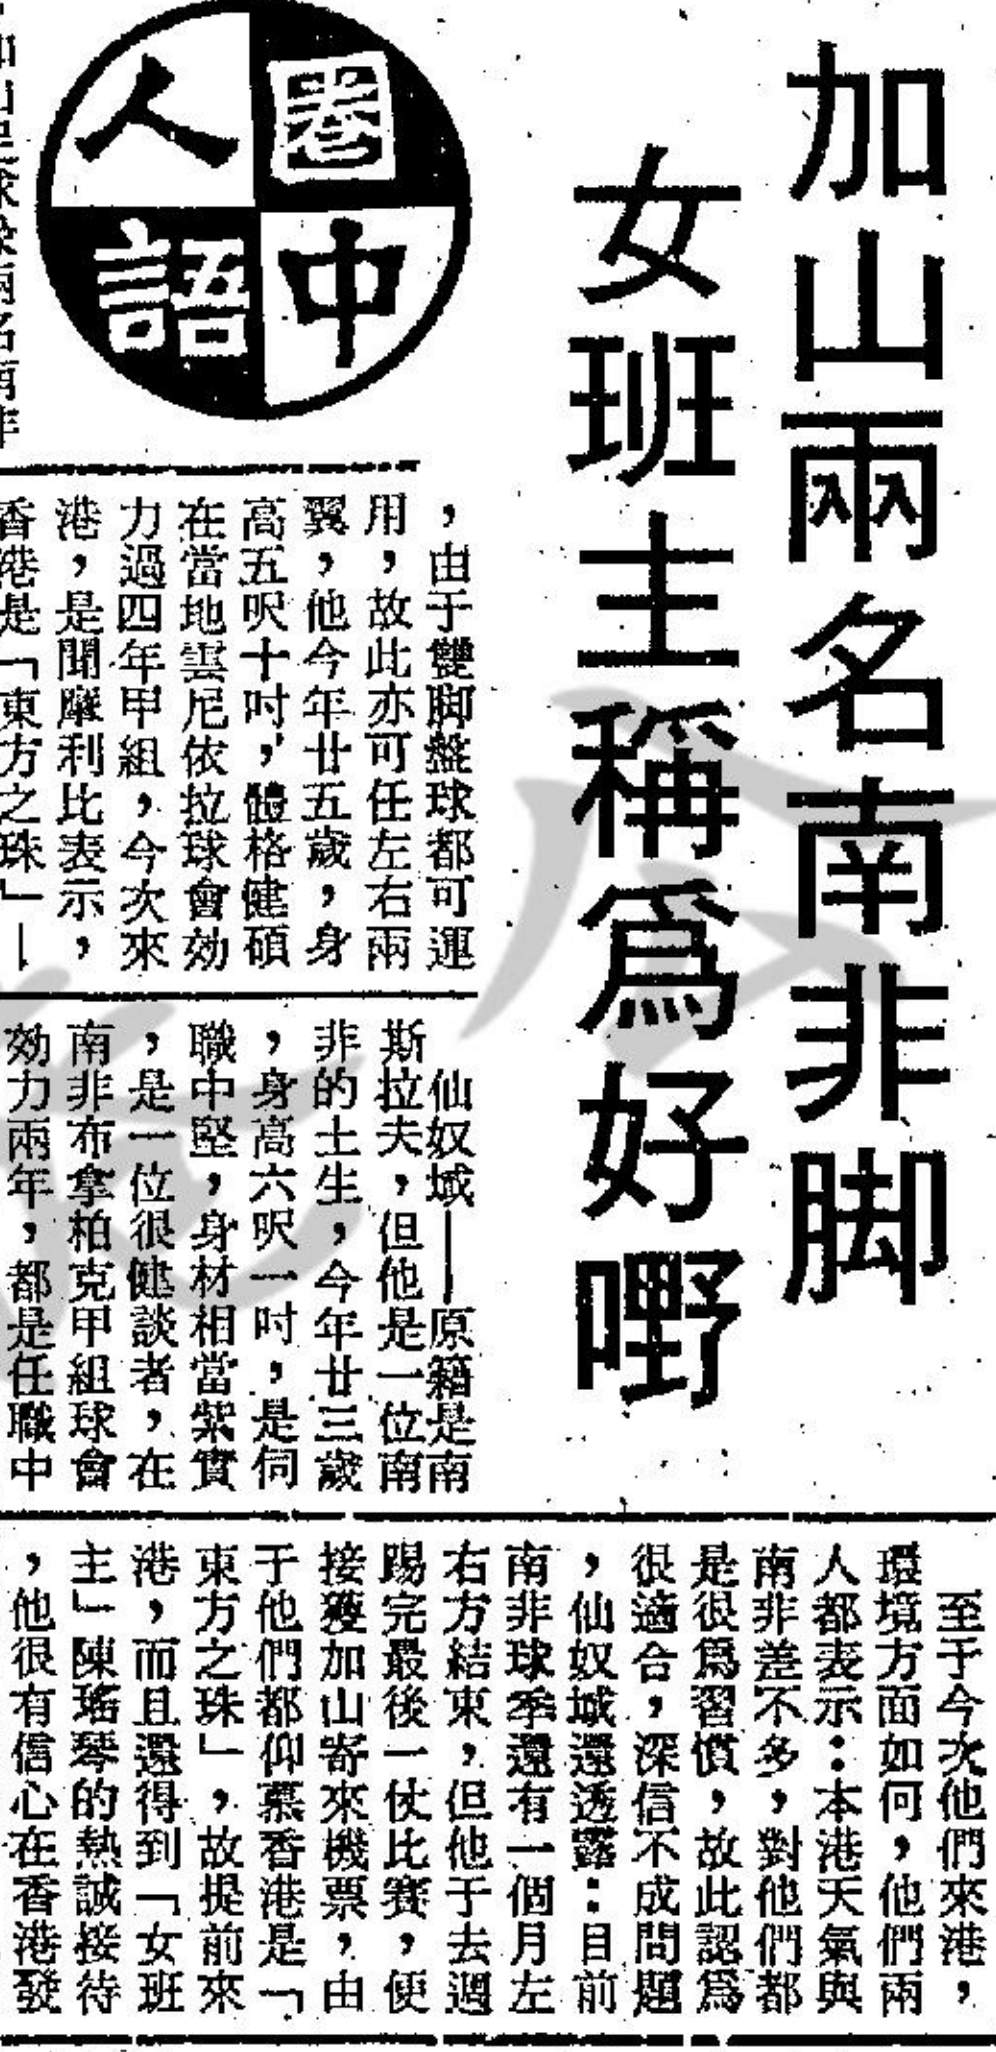 加山兩名南非脚
女班主稱爲好嘢
圈中
人語
，由于雙脚盤球都可運
用，故此亦可任左右兩
翼，他今年廿五歲，身
高五呎十吋，體格健碩
在當地雲尼依拉球會効
力過四年甲組，今次來
港，是聞摩利比表示，
香港是「東方之珠」—
仙奴域——原籍是南
斯拉夫，但他是一位南
非的土生，今年廿三歲
，身高六呎一吋，是伺
職中堅，身材相當紮實
，是一位很健談者，在
南非布拿柏克甲組球會
効力兩年，都是任職中
至于今次他們來港，
環境方面如何，他們兩
人都表示：本港天氣與
南非差不多，對他們都
是很爲習慣，故此認爲
很適合，深信不成問題
，仙奴域還透露：目前
南非球季還有一個月左
右方結束，但他于去週
踢完最後一仗比賽，便
接獲加山寄來機票，由
于他們都仰慕香港是「
東方之珠」，故提前來
港，而且還得到「女班
主」陳瑤琴的熱誠接待
，他很有信心在香港發